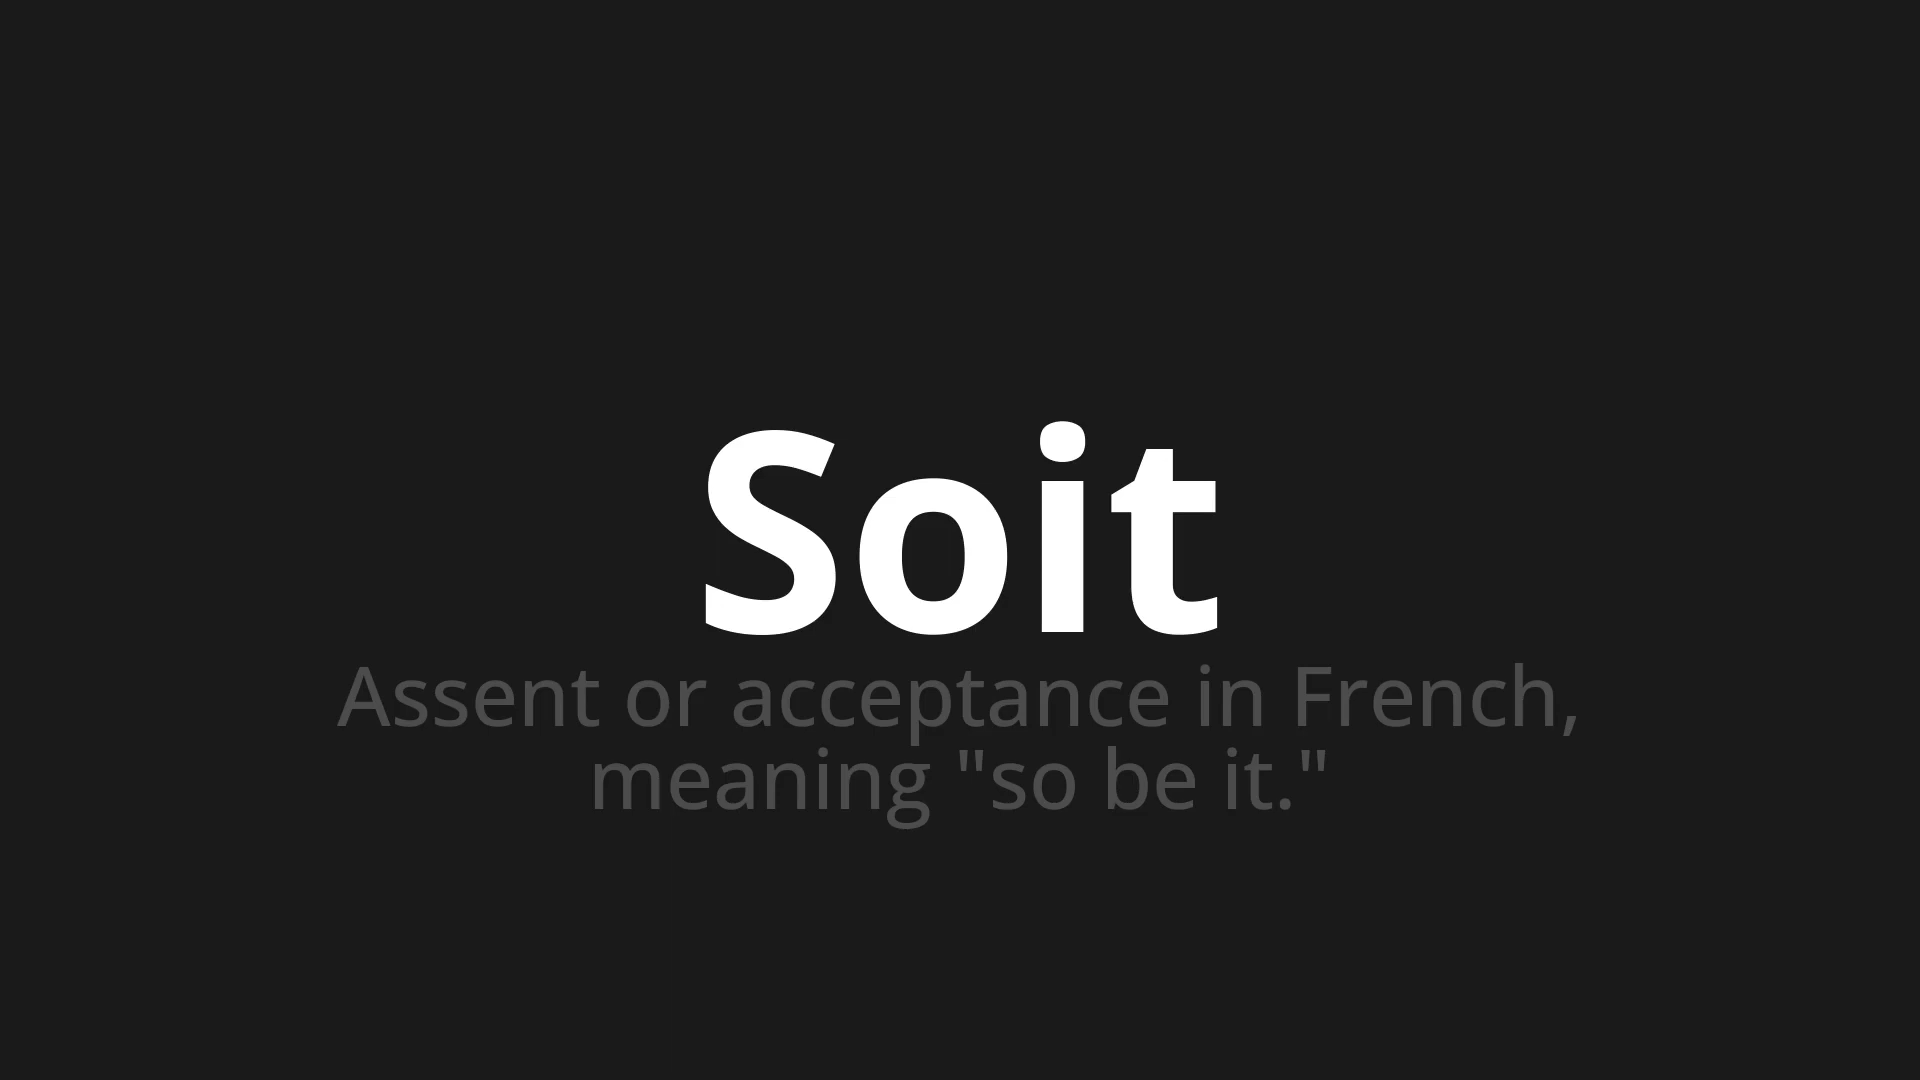 Soit
Assent or acceptance in French,
meaning "so be it."